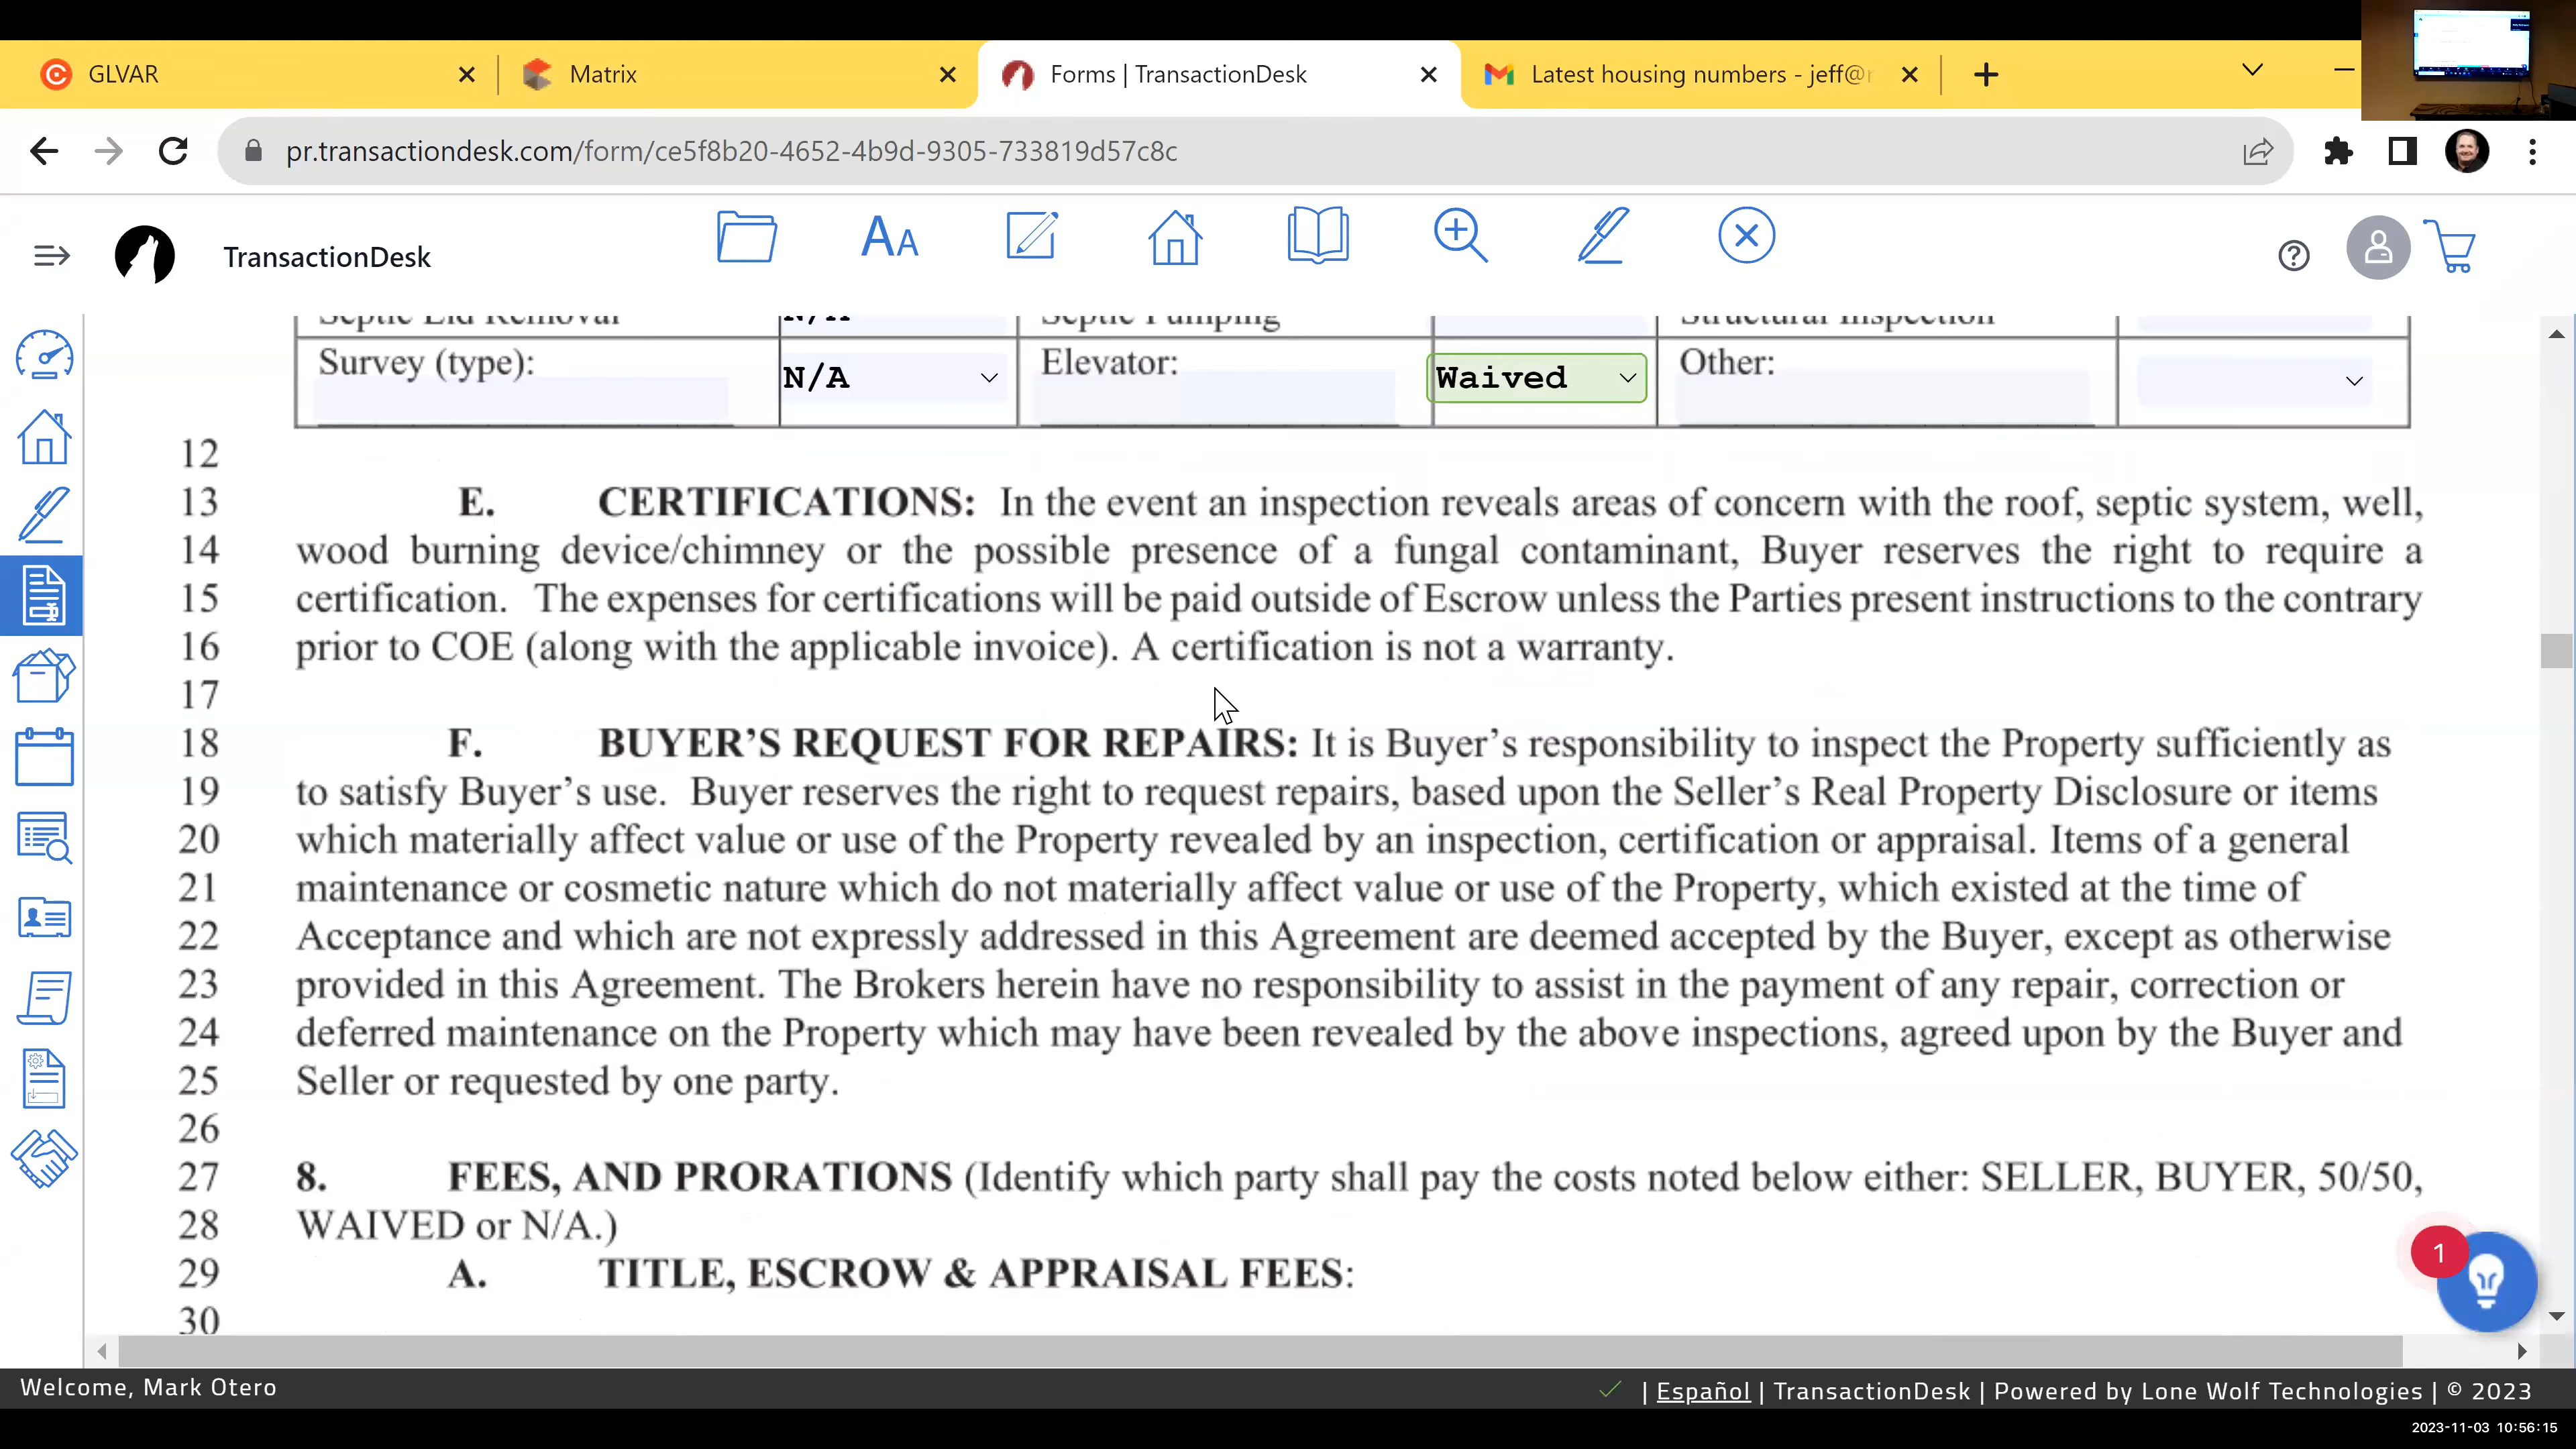 GLVAR
Matrix
Forms | TransactionDesk
Latest housing numbers - jeff@
pr.transactiondesk.com/form/ce5f8b20-4652-4b9d-9305-733819d57c8c
TransactionDesk
Septic Lid Removal N/A Septic Pumping Structural Inspection
Survey (type): N/A Elevator: Waived Other:
12
13 E. CERTIFICATIONS: In the event an inspection reveals areas of concern with the roof, septic system, well,
14 wood burning device/chimney or the possible presence of a fungal contaminant, Buyer reserves the right to require a
15 certification. The expenses for certifications will be paid outside of Escrow unless the Parties present instructions to the contrary
16 prior to COE (along with the applicable invoice). A certification is not a warranty.
17
18 F. BUYER’S REQUEST FOR REPAIRS: It is Buyer’s responsibility to inspect the Property sufficiently as
19 to satisfy Buyer’s use. Buyer reserves the right to request repairs, based upon the Seller’s Real Property Disclosure or items
20 which materially affect value or use of the Property revealed by an inspection, certification or appraisal. Items of a general
21 maintenance or cosmetic nature which do not materially affect value or use of the Property, which existed at the time of
22 Acceptance and which are not expressly addressed in this Agreement are deemed accepted by the Buyer, except as otherwise
23 provided in this Agreement. The Brokers herein have no responsibility to assist in the payment of any repair, correction or
24 deferred maintenance on the Property which may have been revealed by the above inspections, agreed upon by the Buyer and
25 Seller or requested by one party.
26
27 8. FEES, AND PRORATIONS (Identify which party shall pay the costs noted below either: SELLER, BUYER, 50/50,
28 WAIVED or N/A.)
29 A. TITLE, ESCROW & APPRAISAL FEES:
30
1
Welcome, Mark Otero
| Español | TransactionDesk | Powered by Lone Wolf Technologies | © 2023
2023-11-03 10:56:15